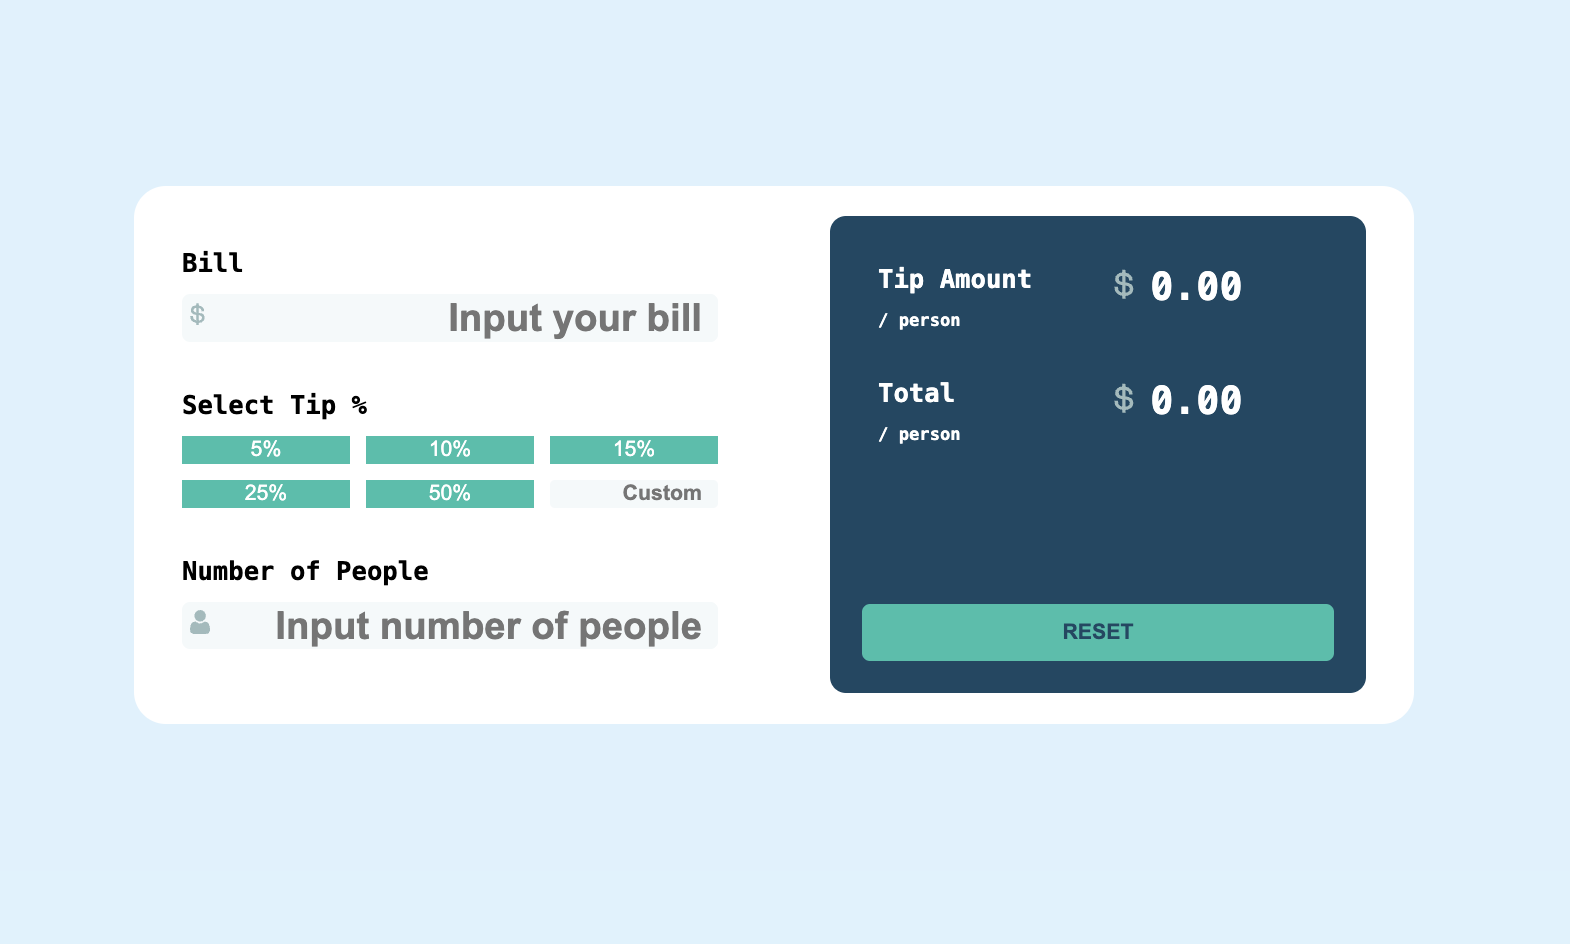 Bill
$ Input your bill
Select Tip %
5% 10% 15%
25% 50% Custom
Number of People
Input number of people
Tip Amount $ 0.00
/ person
Total $ 0.00
/ person
RESET